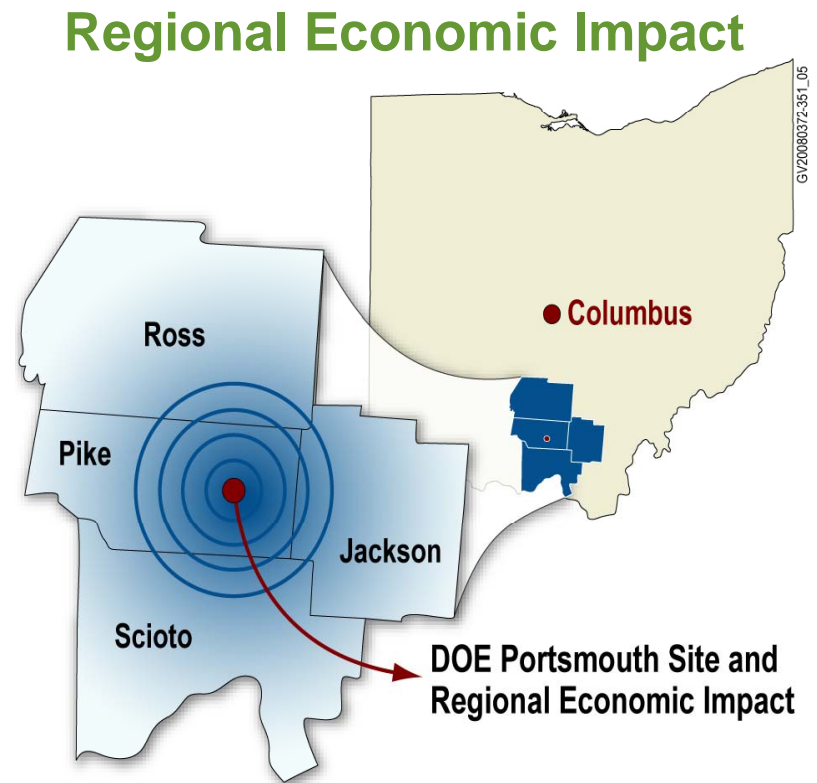 Regional Economic Impact
GV20080372-351_05
Columbus
Ross
Pike
Jackson
Scioto
DOE Portsmouth Site and
Regional Economic Impact